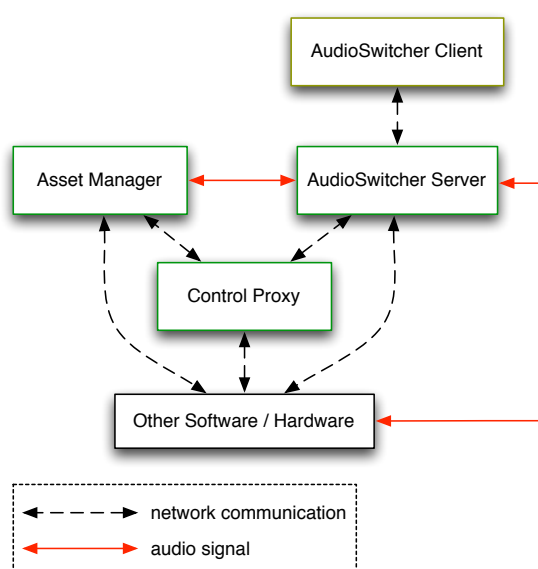 AudioSwitcher Client
Asset Manager
AudioSwitcher Server
Control Proxy
Other Software / Hardware
network communication
audio signal